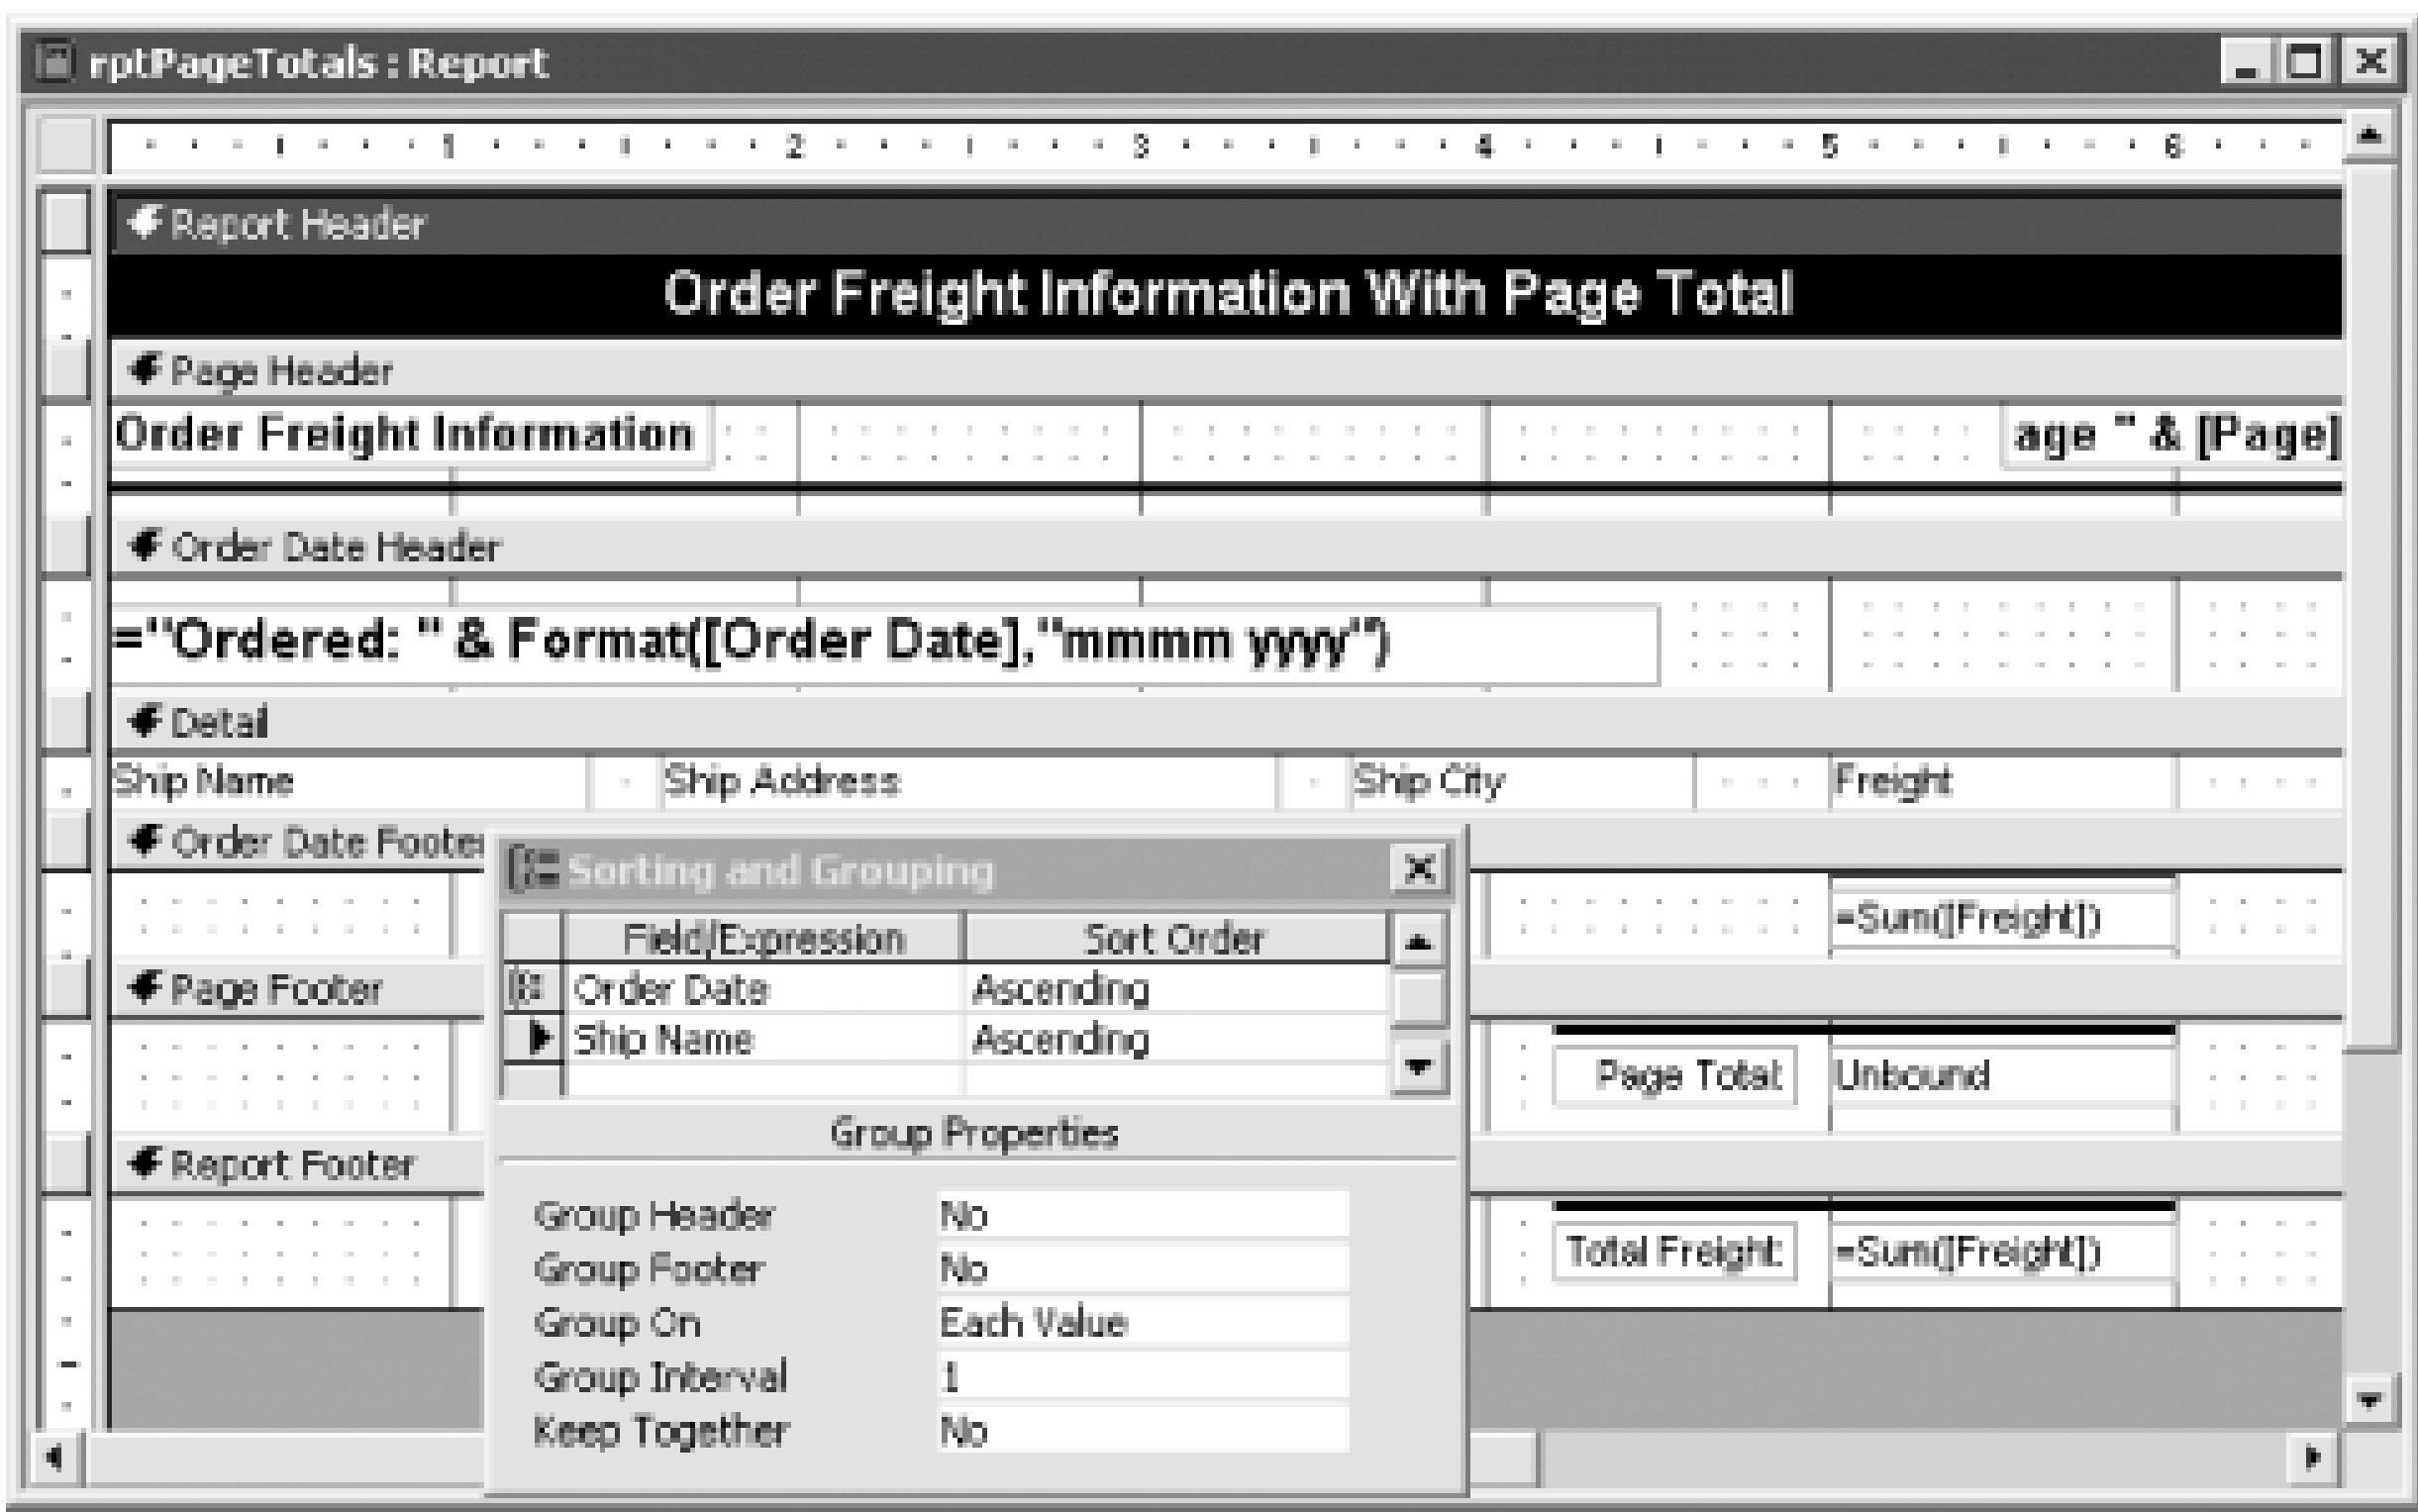 rptPageTotals : Report
1 2 3 4 5 6
Report Header
Order Freight Information With Page Total
Page Header
Order Freight Information age " & [Page]
Order Date Header
="Ordered: " & Format([Order Date],"mmmm yyyy")
Detail
Ship Name Ship Address Ship City Freight
Order Date Footer
=Sum([Freight])
Page Footer
Page Total: Unbound
Report Footer
Total Freight: =Sum([Freight])
Sorting and Grouping
Field/Expression Sort Order
Order Date Ascending
Ship Name Ascending
Group Properties
Group Header No
Group Footer No
Group On Each Value
Group Interval 1
Keep Together No